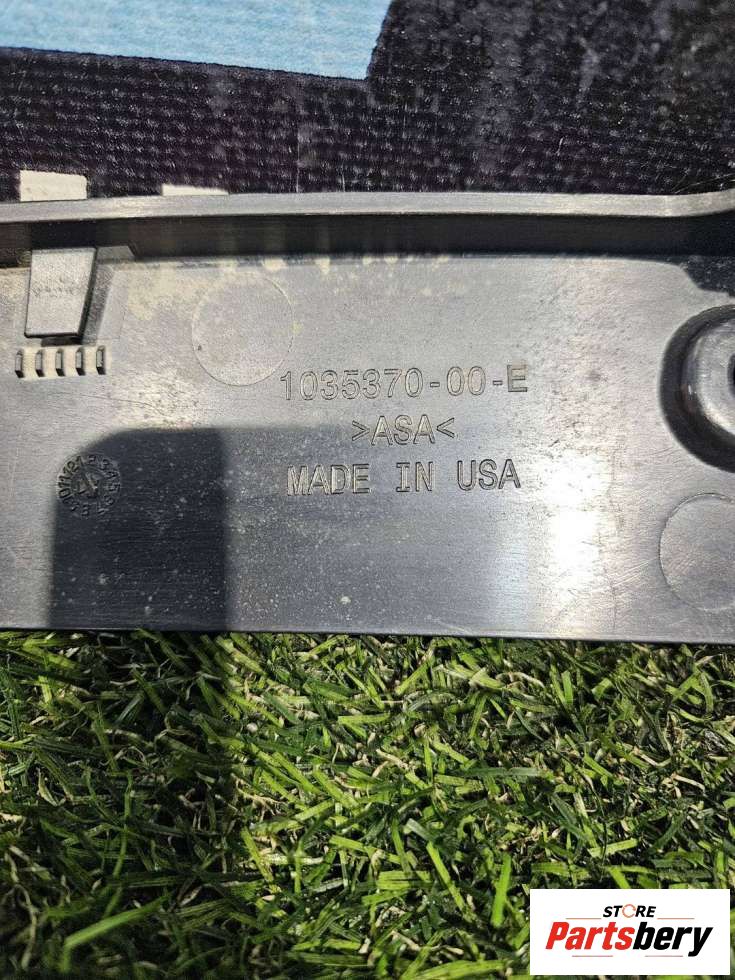 1035370-00-E
>ASA<
MADE IN USA
STORE
Partsbery